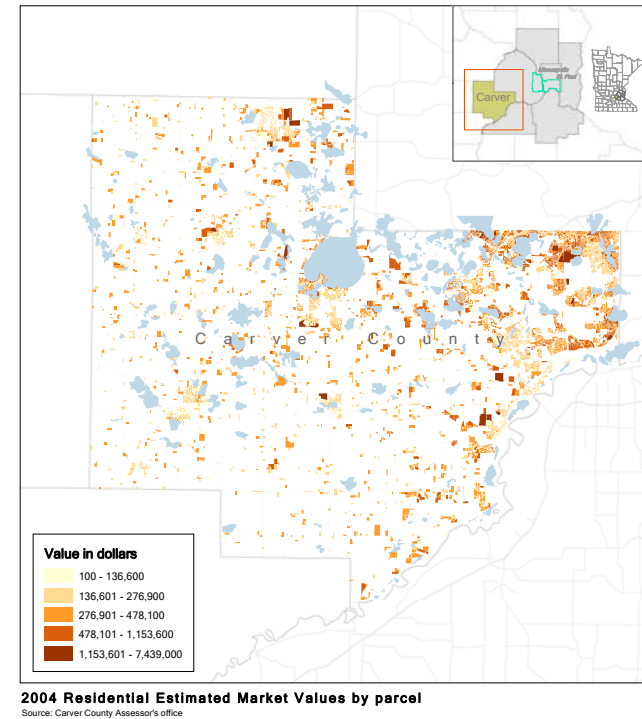 Minneapolis
St. Paul
Carver
Carver County
Value in dollars
100 - 136,600
136,601 - 276,900
276,901 - 478,100
478,101 - 1,153,600
1,153,601 - 7,439,000
2004 Residential Estimated Market Values by parcel
Source: Carver County Assessor's office